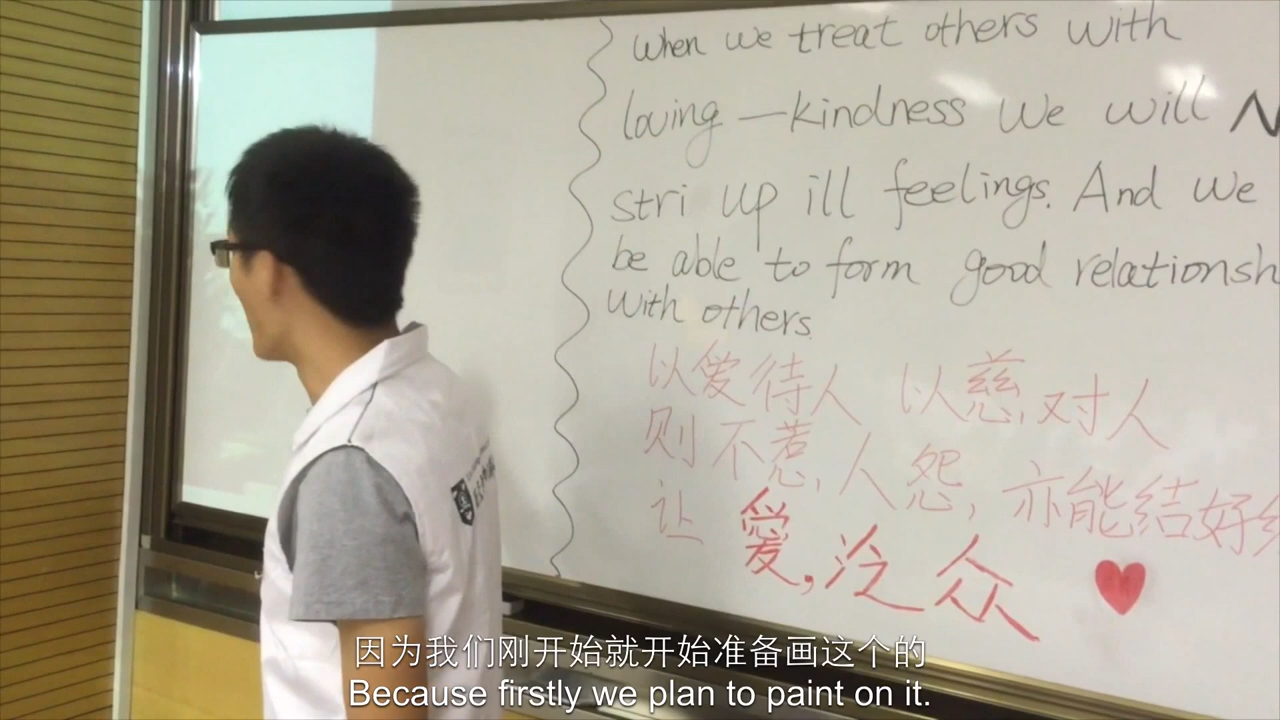 When we treat others with
loving—kindness we will
stri up ill feelings. And we
be able to form good relationsh
with others.
以爱待人 以慈对人
则不惹人怨,亦能结好
让愛,泛众
因为我们刚开始就开始准备画这个的
Because firstly we plan to paint on it.